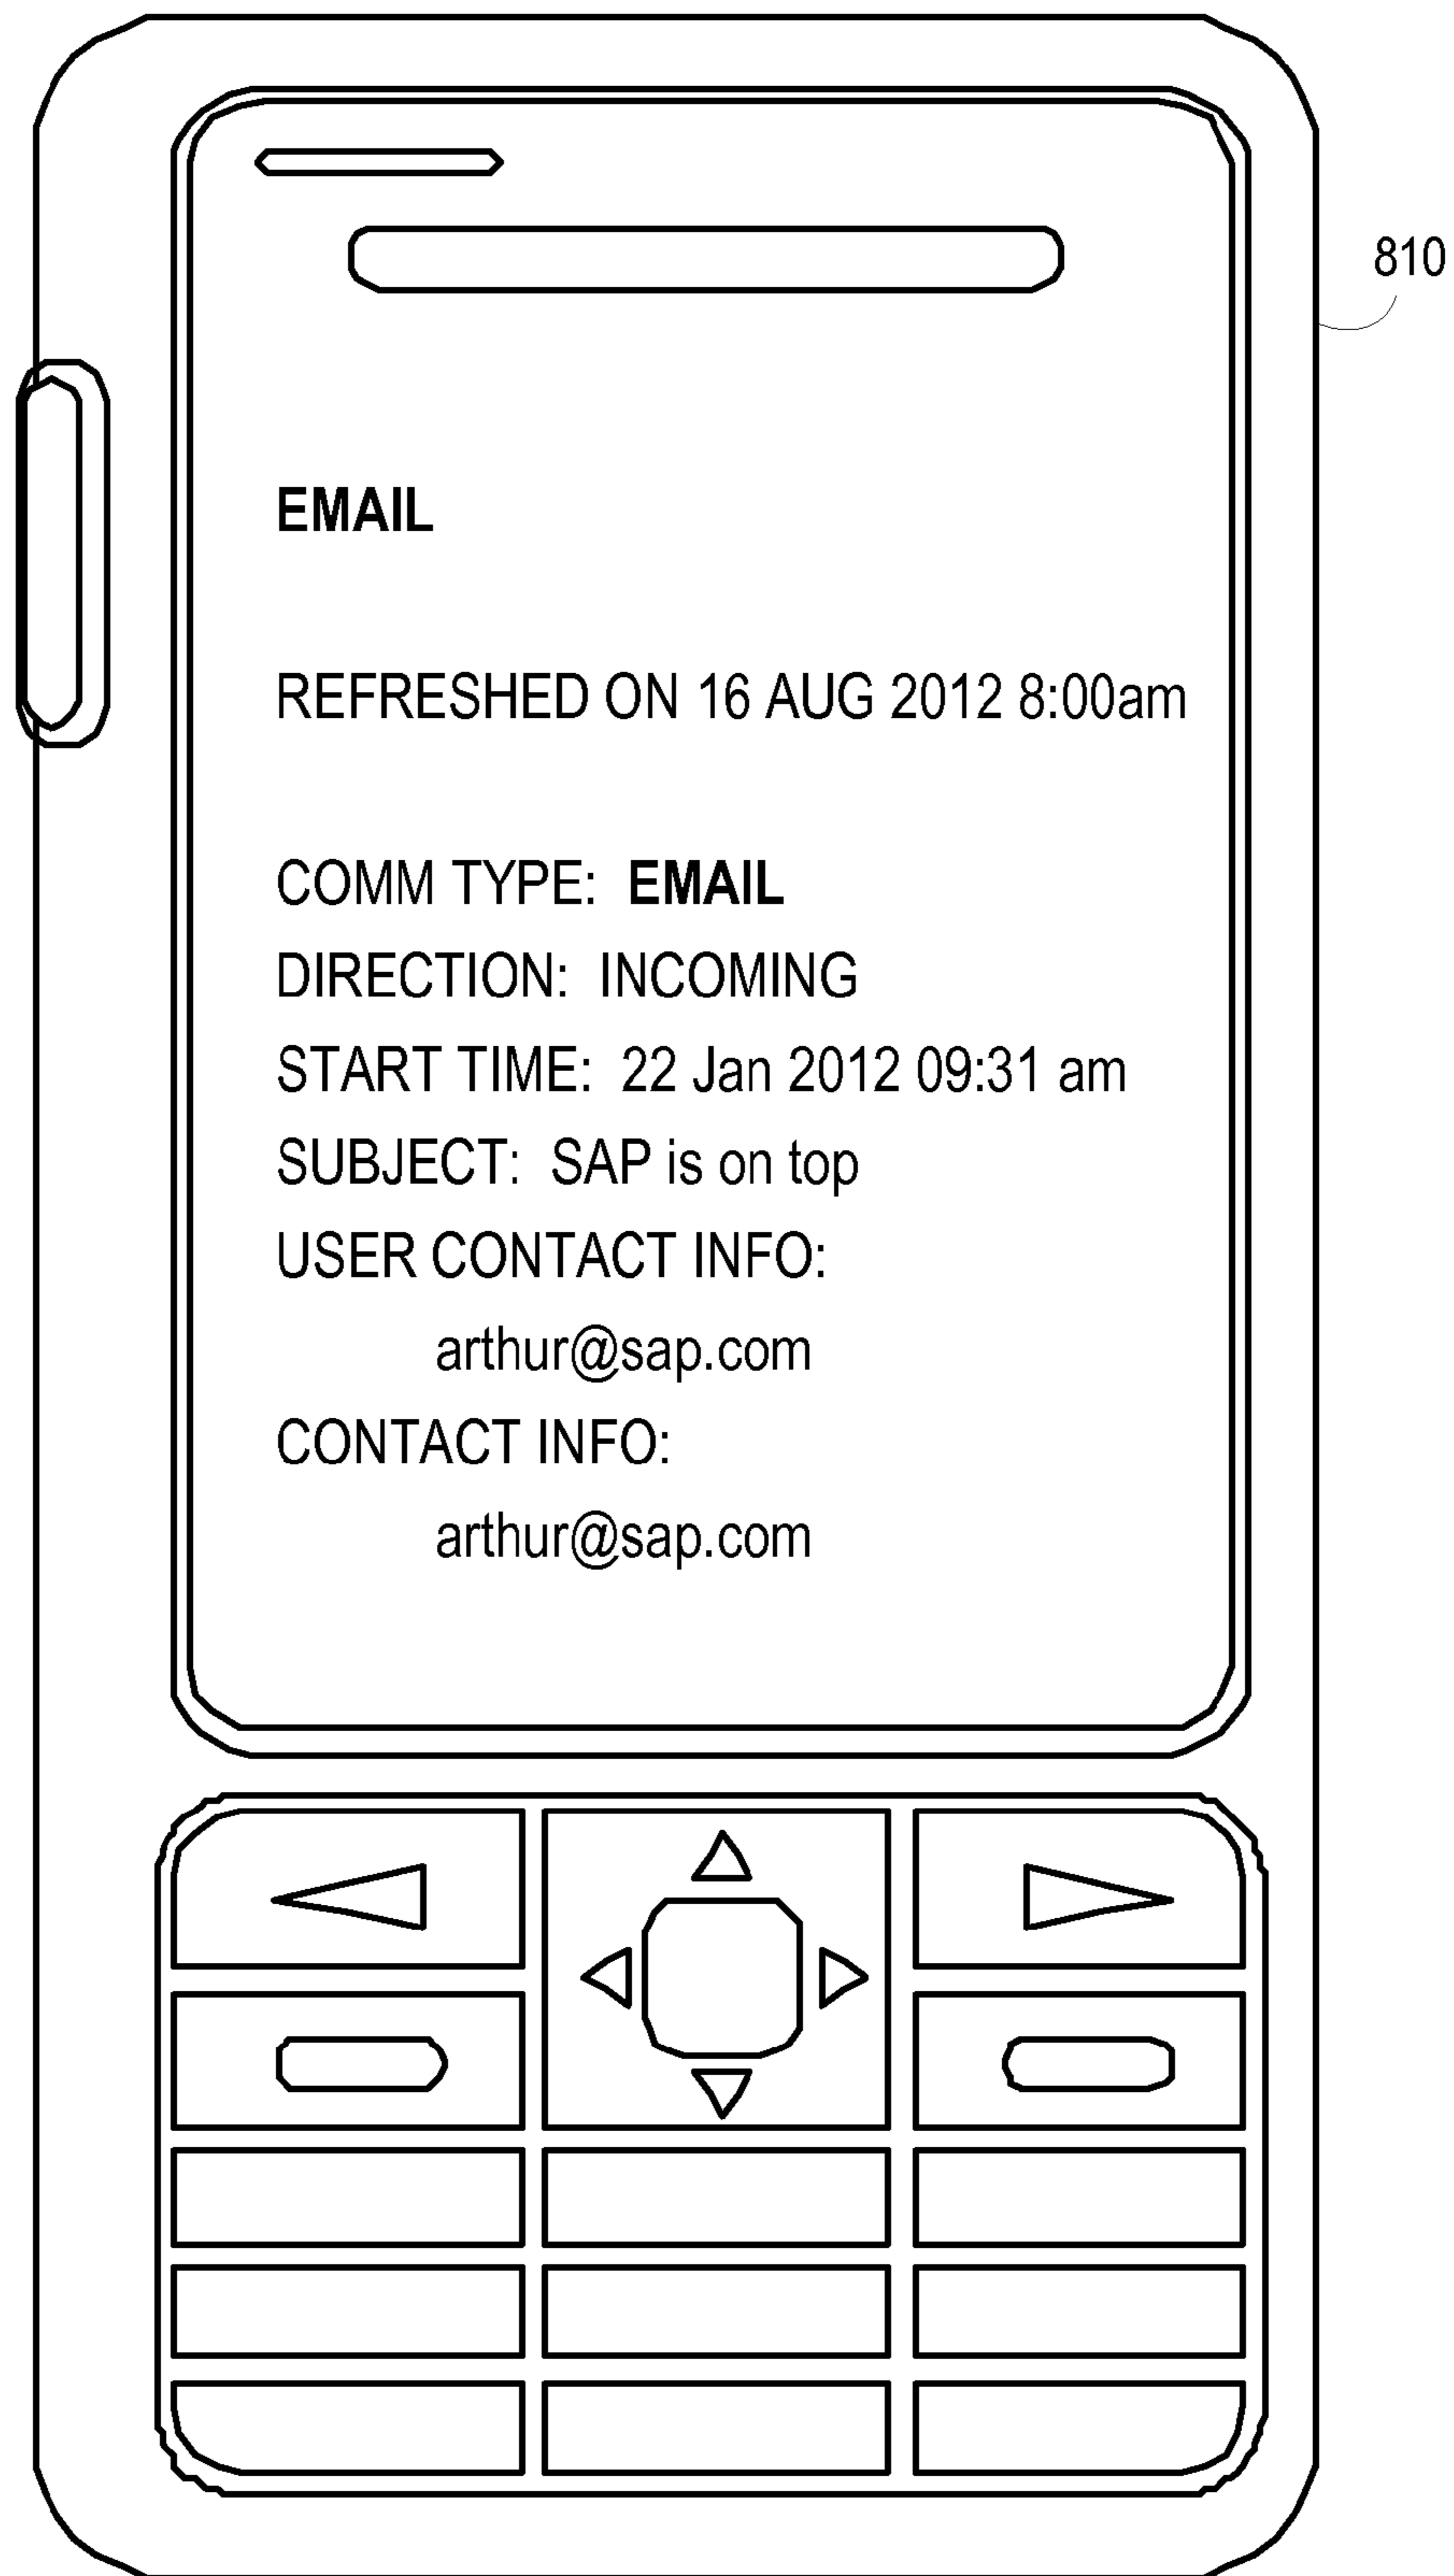 810
EMAIL
REFRESHED ON 16 AUG 2012 8:00am
COMM TYPE: EMAIL
DIRECTION: INCOMING
START TIME: 22 Jan 2012 09:31 am
SUBJECT: SAP is on top
USER CONTACT INFO:
arthur@sap.com
CONTACT INFO:
arthur@sap.com